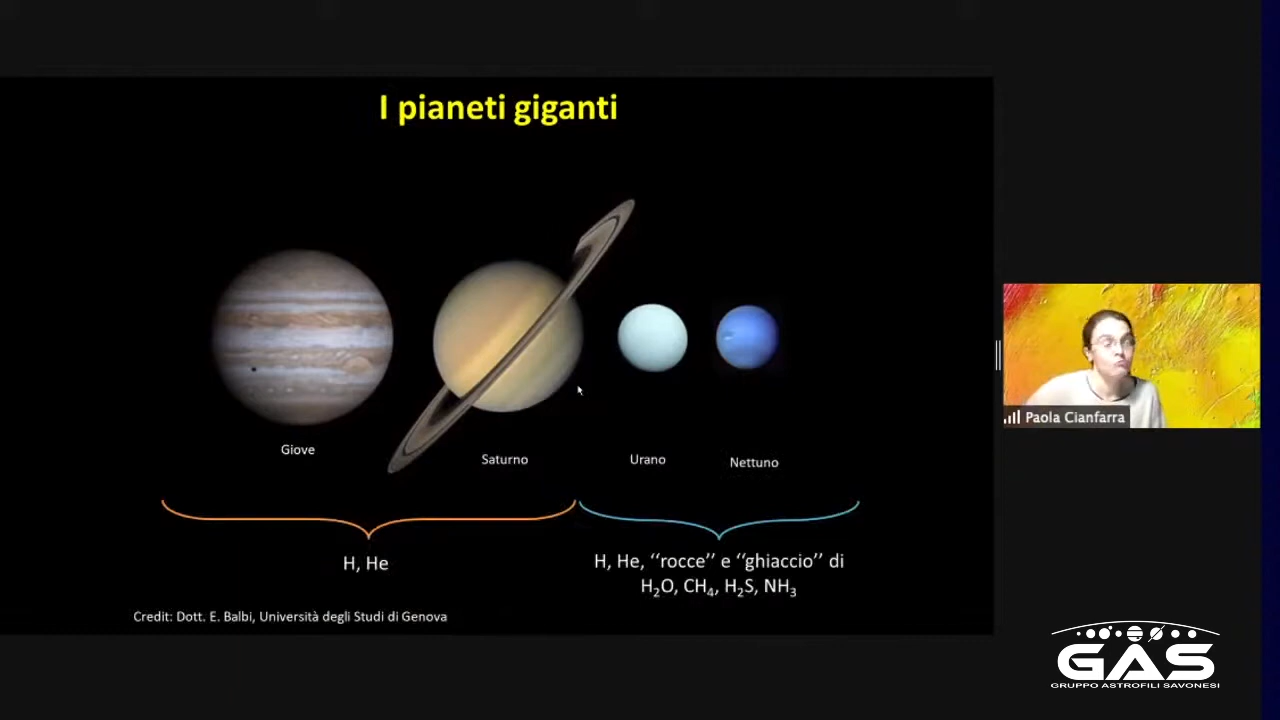 I pianeti giganti
Giove
Saturno
Urano
Nettuno
H, He
H, He, ‘‘rocce’’ e ‘‘ghiaccio’’ di
H₂O, CH₄, H₂S, NH₃
Credit: Dott. E. Balbi, Università degli Studi di Genova
Paola Cianfarra
GAS
GRUPPO ASTROFILI SAVONESI